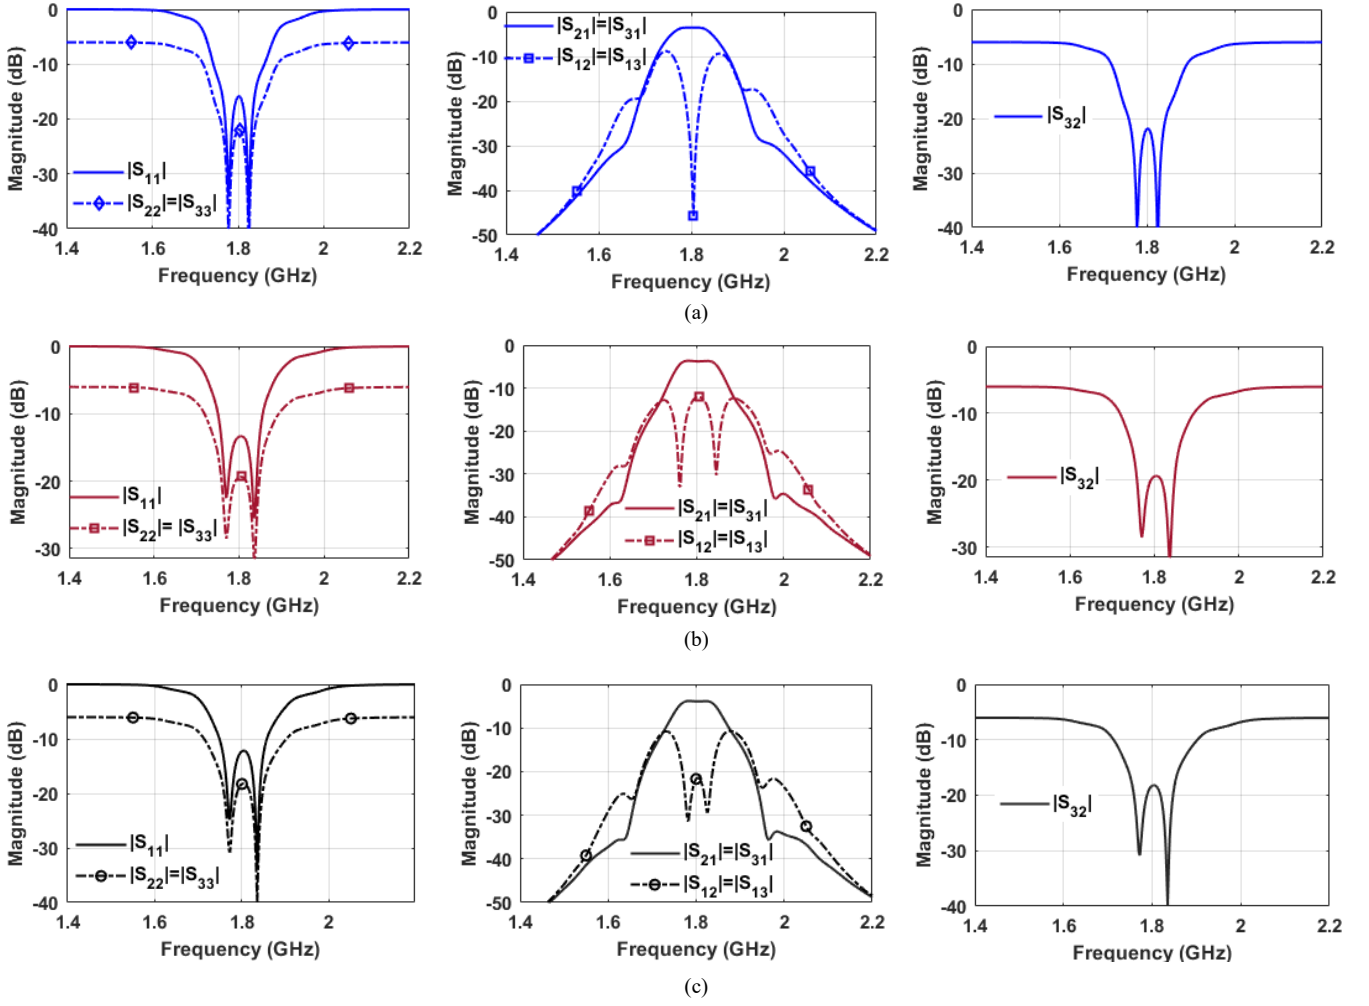 0
-10
-20
-30
-40
Magnitude (dB)
|S11|
|S22|=|S33|
1.4 1.6 1.8 2 2.2
Frequency (GHz)
0
-10
-20
-30
-40
-50
Magnitude (dB)
|S21|=|S31|
|S12|=|S13|
1.4 1.6 1.8 2 2.2
Frequency (GHz)
0
-10
-20
-30
-40
Magnitude (dB)
|S32|
1.4 1.6 1.8 2 2.2
Frequency (GHz)
(a)
0
-10
-20
-30
Magnitude (dB)
|S11|
|S22|= |S33|
1.4 1.6 1.8 2 2.2
Frequency (GHz)
0
-10
-20
-30
-40
-50
Magnitude (dB)
|S21|=|S31|
|S12|=|S13|
1.4 1.6 1.8 2 2.2
Frequency (GHz)
0
-10
-20
-30
Magnitude (dB)
|S32|
1.4 1.6 1.8 2 2.2
Frequency (GHz)
(b)
0
-10
-20
-30
-40
Magnitude (dB)
|S11|
|S22|=|S33|
1.4 1.6 1.8 2
Frequency (GHz)
0
-10
-20
-30
-40
-50
Magnitude (dB)
|S21|=|S31|
|S12|=|S13|
1.4 1.6 1.8 2 2.2
Frequency (GHz)
0
-10
-20
-30
-40
Magnitude (dB)
|S32|
1.4 1.6 1.8 2 2.2
Frequency (GHz)
(c)